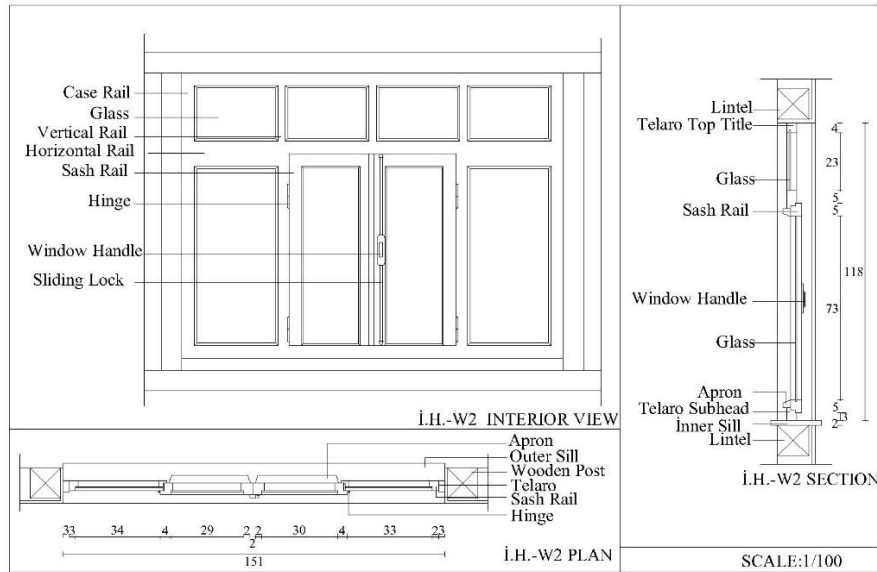 Case Rail
Glass
Vertical Rail
Horizontal Rail
Sash Rail
Hinge
Window Handle
Sliding Lock
İ.H.-W2 INTERIOR VIEW
Apron
Outer Sill
Wooden Post
Telaro
Sash Rail
Hinge
33 34 4 29 2 2 30 4 33 23
2
151
İ.H.-W2 PLAN
Lintel
Telaro Top Title
4
23
Glass
5
Sash Rail
5
118
Window Handle
73
Glass
Apron
5
Telaro Subhead
3
İnner Sill
2
Lintel
İ.H.-W2 SECTION
SCALE:1/100